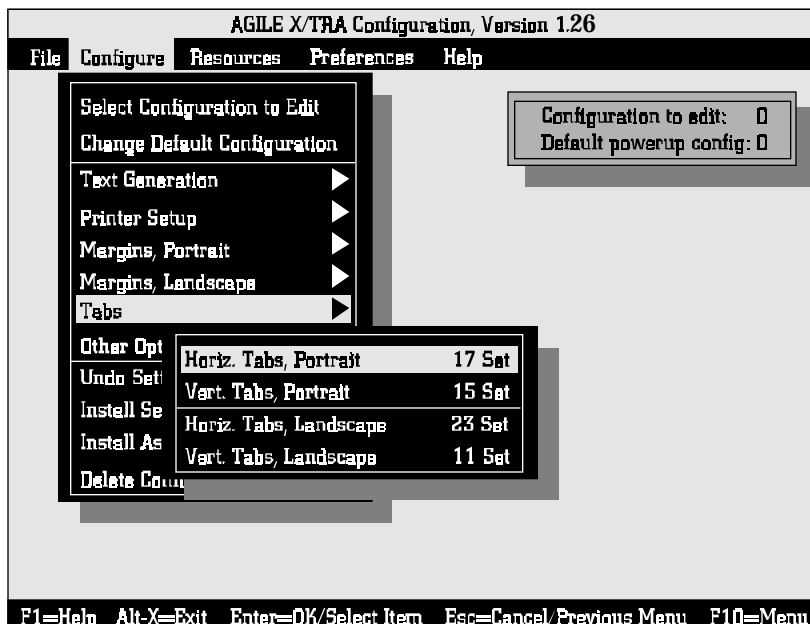 AGILE X/TRA Configuration, Version 1.26
File Configure Resources Preferences Help
Select Configuration to Edit
Change Default Configuration
Configuration to edit: 0
Default powerup config: 0
Text Generation
Printer Setup
Margins, Portrait
Margins, Landscape
Tabs
Other Opt
Undo Sett
Install Se
Install As
Delete Con
Horiz. Tabs, Portrait 17 Set
Vert. Tabs, Portrait 15 Set
Horiz. Tabs, Landscape 23 Set
Vert. Tabs, Landscape 11 Set
F1=Help Alt-X=Exit Enter=OK/Select Item Esc=Cancel/Previous Menu F10=Menu